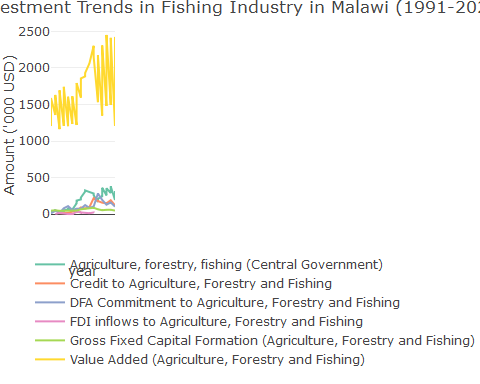 estment Trends in Fishing Industry in Malawi (1991-202
2500
2000
1500
1000
500
0
Amount ('000 USD)
year
Agriculture, forestry, fishing (Central Government)
Credit to Agriculture, Forestry and Fishing
DFA Commitment to Agriculture, Forestry and Fishing
FDI inflows to Agriculture, Forestry and Fishing
Gross Fixed Capital Formation (Agriculture, Forestry and Fishing)
Value Added (Agriculture, Forestry and Fishing)